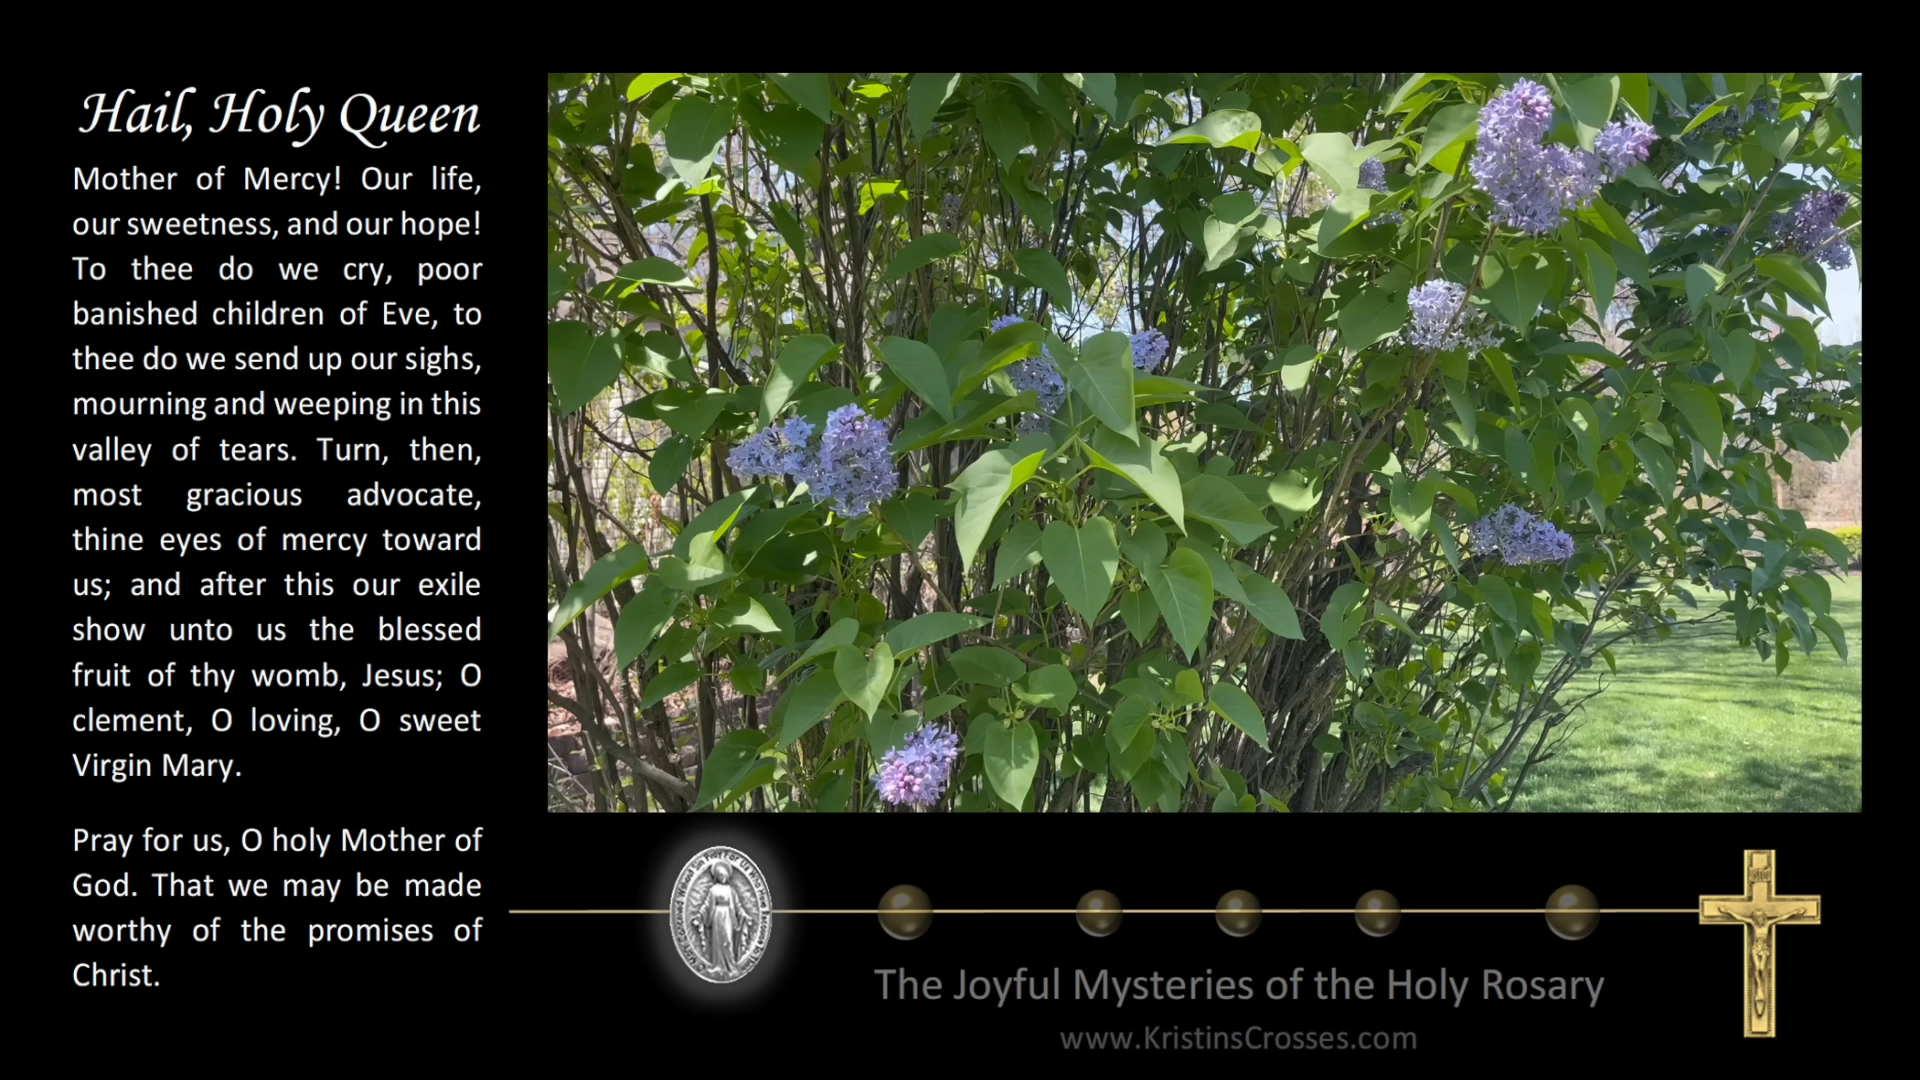 Hail, Holy Queen
Mother of Mercy! Our life,
our sweetness, and our hope!
To thee do we cry, poor
banished children of Eve, to
thee do we send up our sighs,
mourning and weeping in this
valley of tears. Turn, then,
most gracious advocate,
thine eyes of mercy toward
us; and after this our exile
show unto us the blessed
fruit of thy womb, Jesus; O
clement, O loving, O sweet
Virgin Mary.
Pray for us, O holy Mother of
God. That we may be made
worthy of the promises of
Christ.
The Joyful Mysteries of the Holy Rosary
www.KristinsCrosses.com